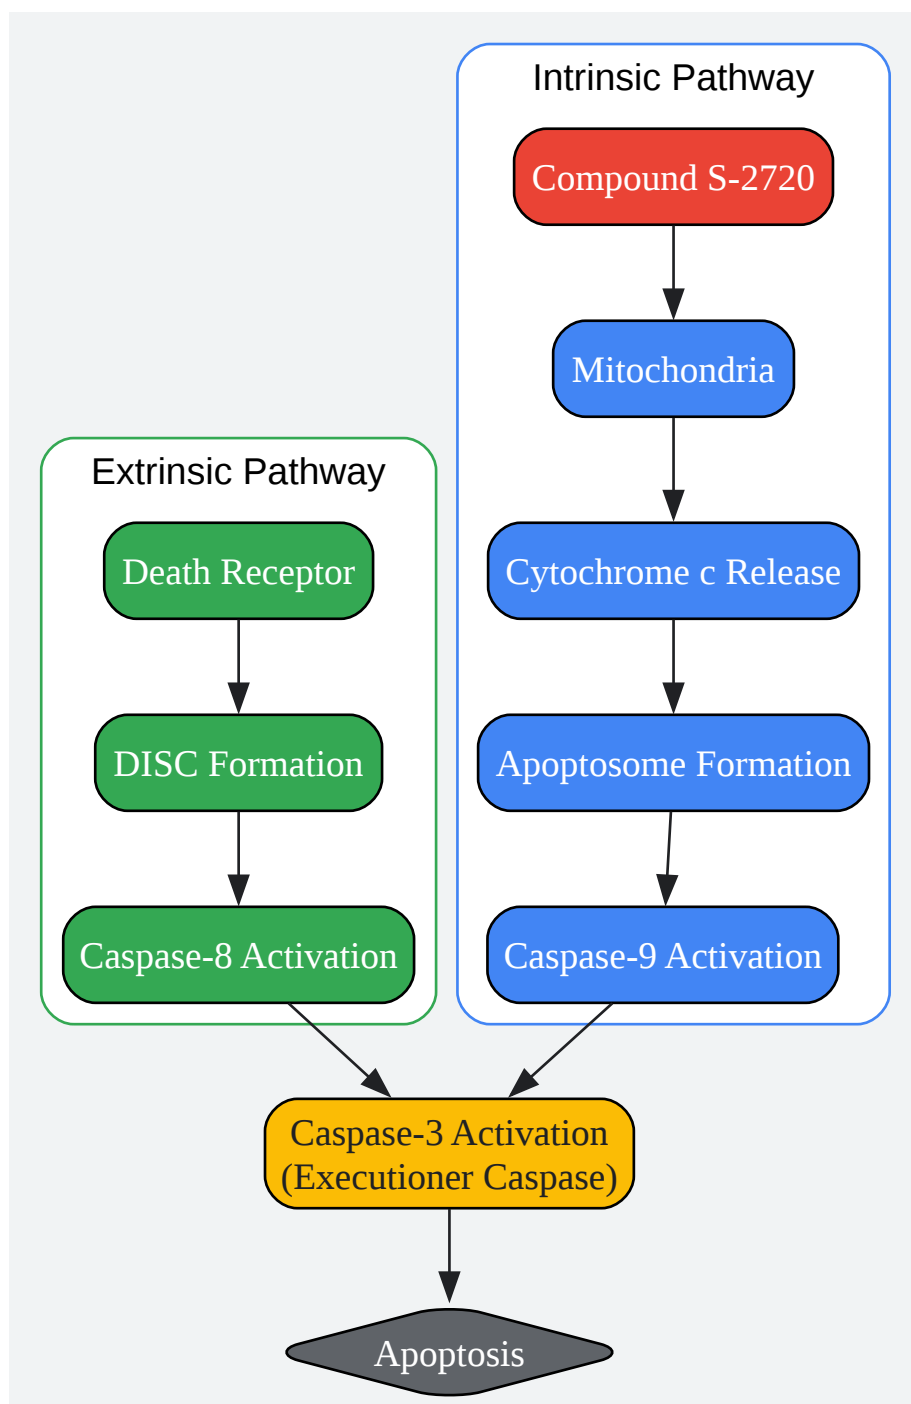 Intrinsic Pathway
Compound S-2720
Mitochondria
Extrinsic Pathway
Death Receptor
Cytochrome c Release
DISC Formation
Apoptosome Formation
Caspase-8 Activation
Caspase-9 Activation
Caspase-3 Activation
(Executioner Caspase)
Apoptosis